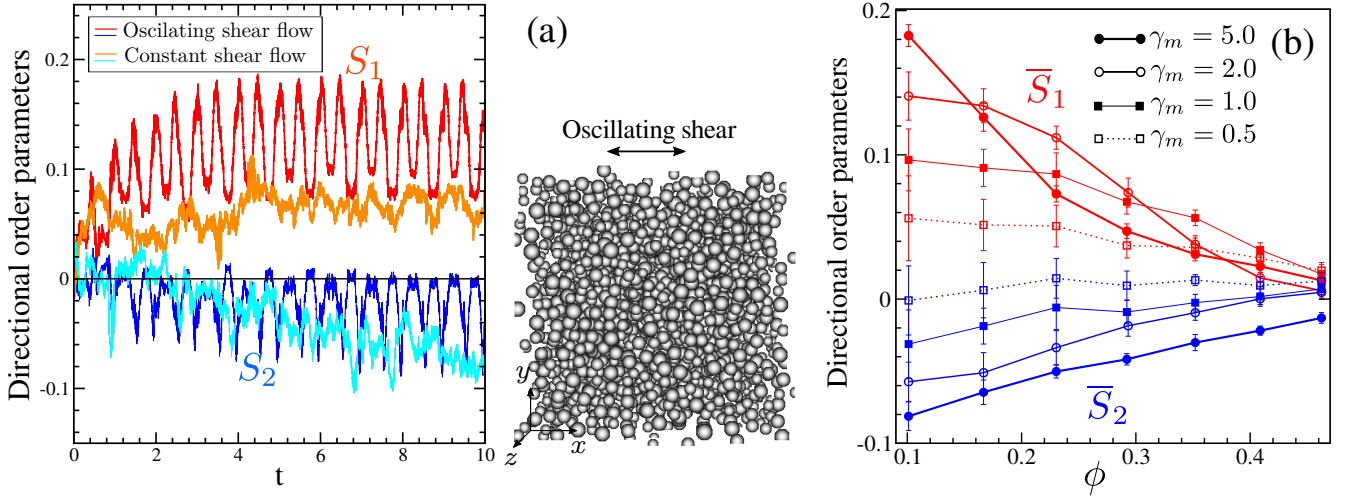 Directional order parameters
0.2
0.1
0
-0.1
0
2
4
6
8
10
t
Oscilating shear flow
Constant shear flow
S1
S2
(a)
Oscillating shear
y
z
x
(b)
Directional order parameters
0.2
0.1
0
-0.1
0.1
0.2
0.3
0.4
ϕ
S̅1
S̅2
γm = 5.0
γm = 2.0
γm = 1.0
γm = 0.5